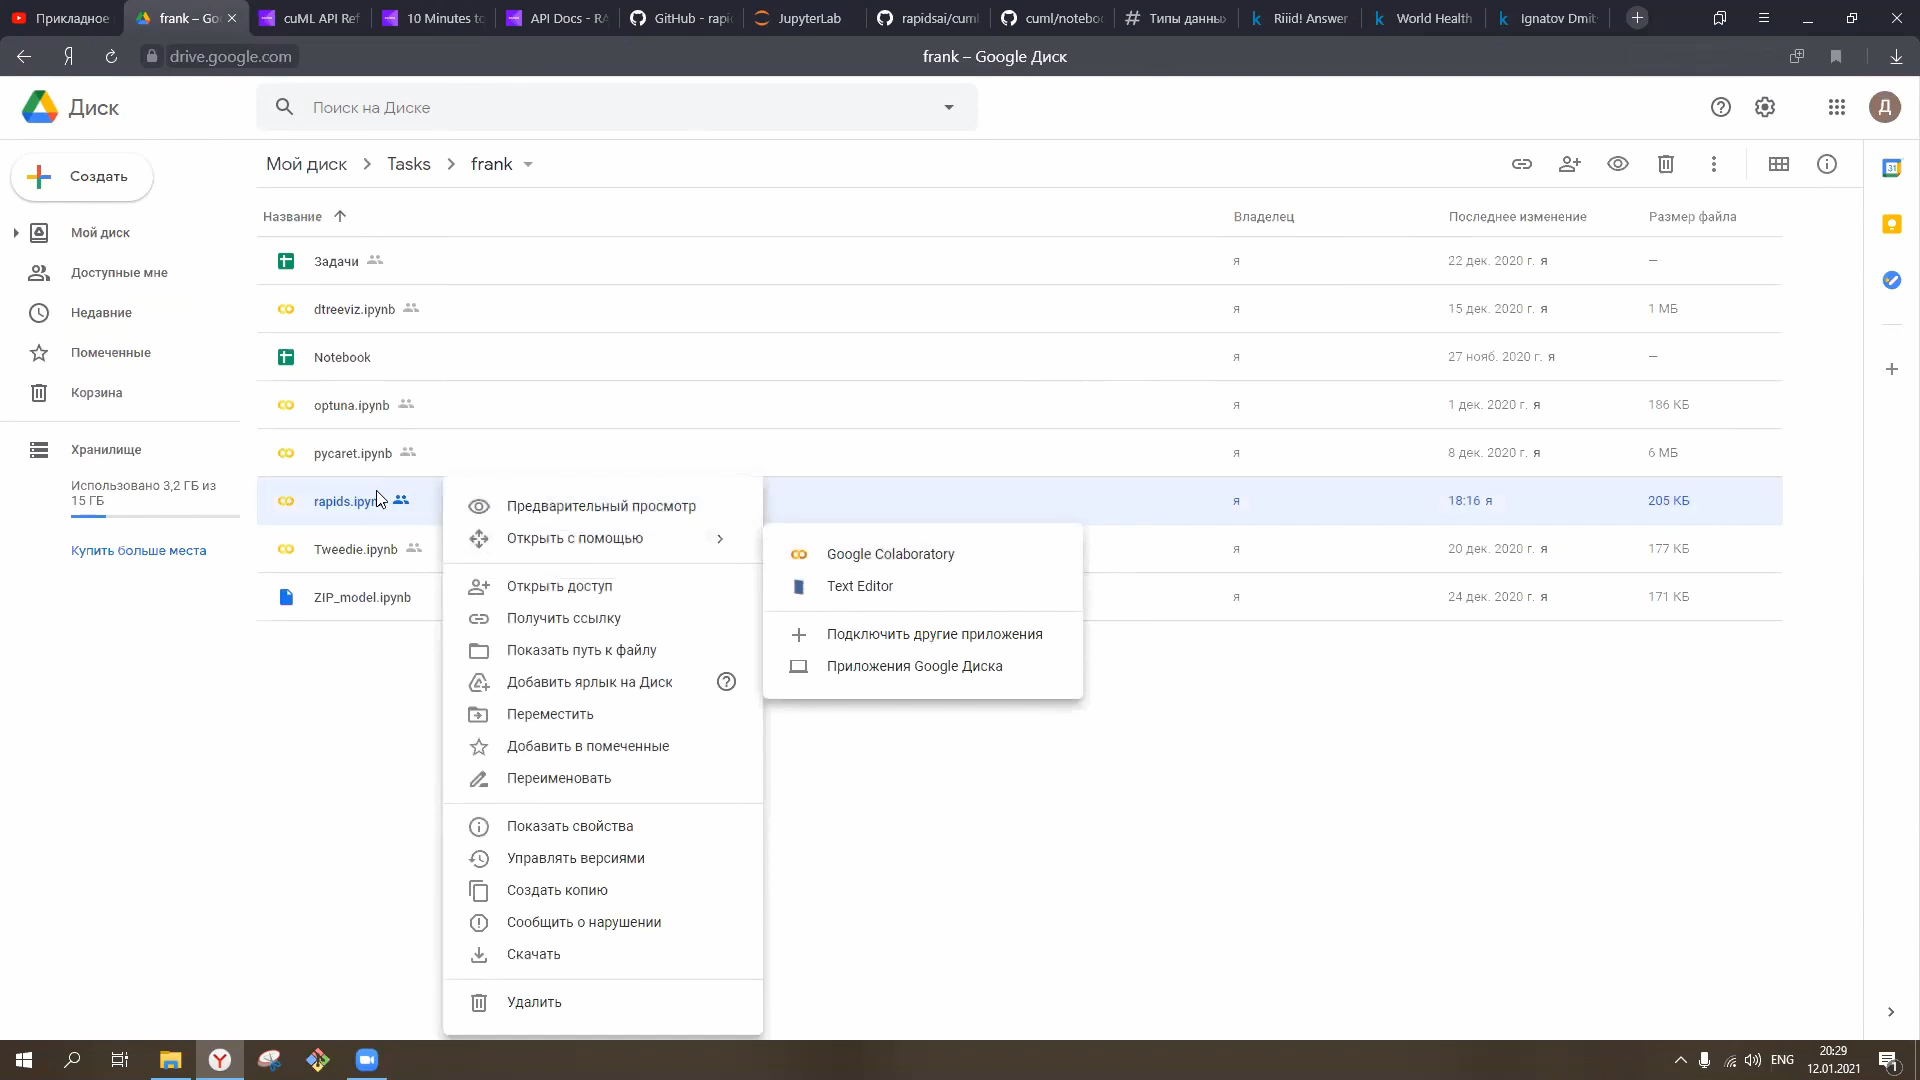 Прикладное
frank – Go
cuML API Ref
10 Minutes to
API Docs - RA
GitHub - rapi
JupyterLab
rapidsai/cuml
cuml/notebo
Типы данны
Riiid! Answer
World Health
Ignatov Dmit
drive.google.com
frank – Google Диск
Диск
Поиск на Диске
Д
Создать
Мой диск
Tasks
frank
Название
Владелец
Последнее изменение
Размер файла
Мой диск
Доступные мне
Недавние
Помеченные
Корзина
Хранилище
Использовано 3,2 ГБ из
15 ГБ
Купить больше места
Задачи я 22 дек. 2020 г. я –
dtreeviz.ipynb я 15 дек. 2020 г. я 1 МБ
Notebook я 27 нояб. 2020 г. я –
optuna.ipynb я 1 дек. 2020 г. я 186 КБ
pycaret.ipynb я 8 дек. 2020 г. я 6 МБ
rapids.ipyn я 18:16 я 205 КБ
Tweedie.ipynb я 20 дек. 2020 г. я 177 КБ
ZIP_model.ipynb я 24 дек. 2020 г. я 171 КБ
Предварительный просмотр
Открыть с помощью
Открыть доступ
Получить ссылку
Показать путь к файлу
Добавить ярлык на Диск
Переместить
Добавить в помеченные
Переименовать
Показать свойства
Управлять версиями
Создать копию
Сообщить о нарушении
Скачать
Удалить
Google Colaboratory
Text Editor
Подключить другие приложения
Приложения Google Диска
31
ENG
20:29
12.01.2021
1